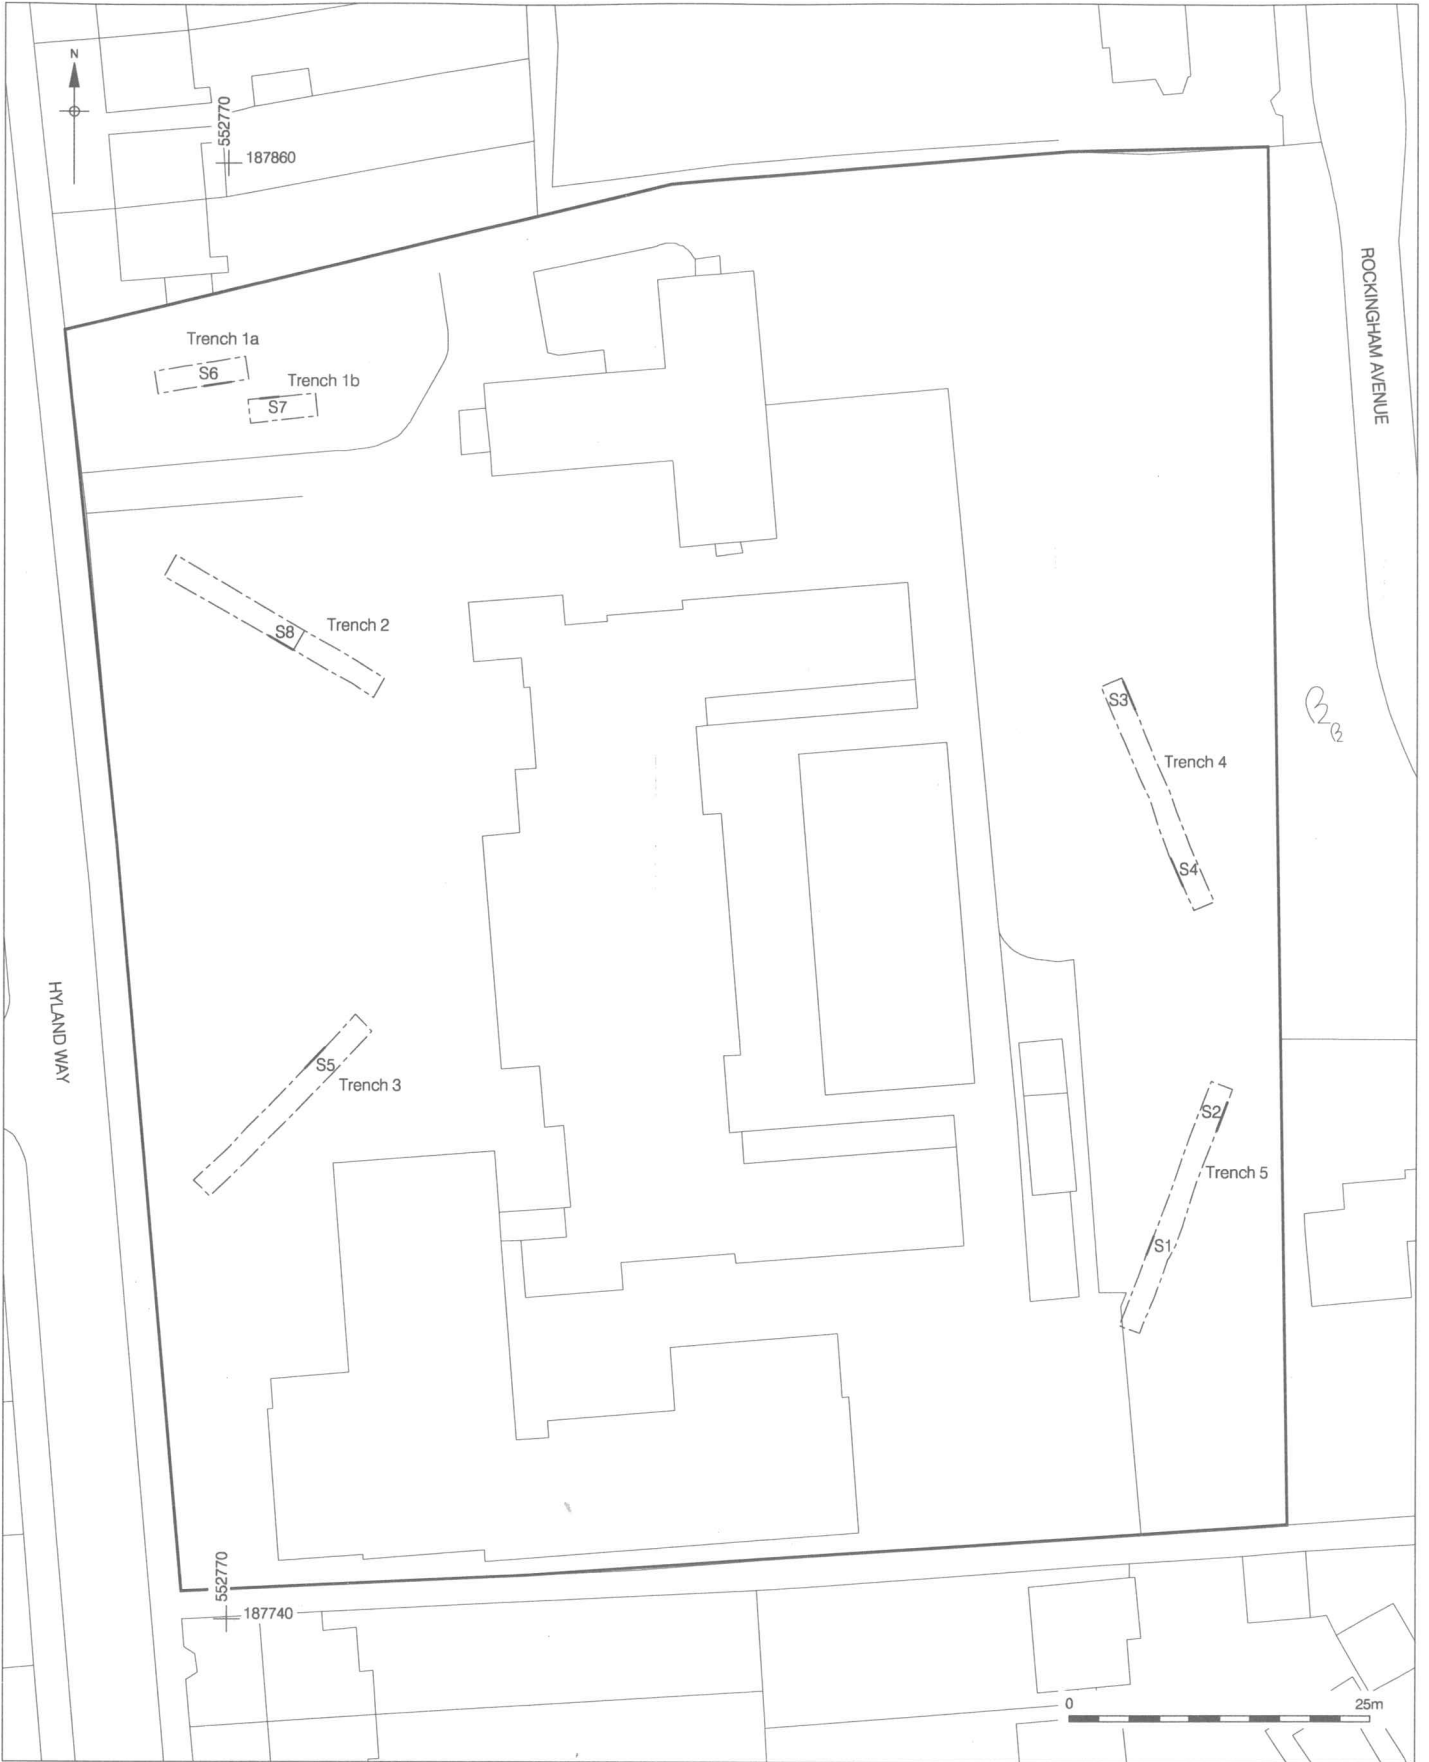 N
552770
187860
ROCKINGHAM AVENUE
Trench 1a
S6
Trench 1b
S7
Trench 2
S8
S3
Trench 4
S4
HYLAND WAY
S5
Trench 3
S2
Trench 5
S1
552770
187740
0 25m